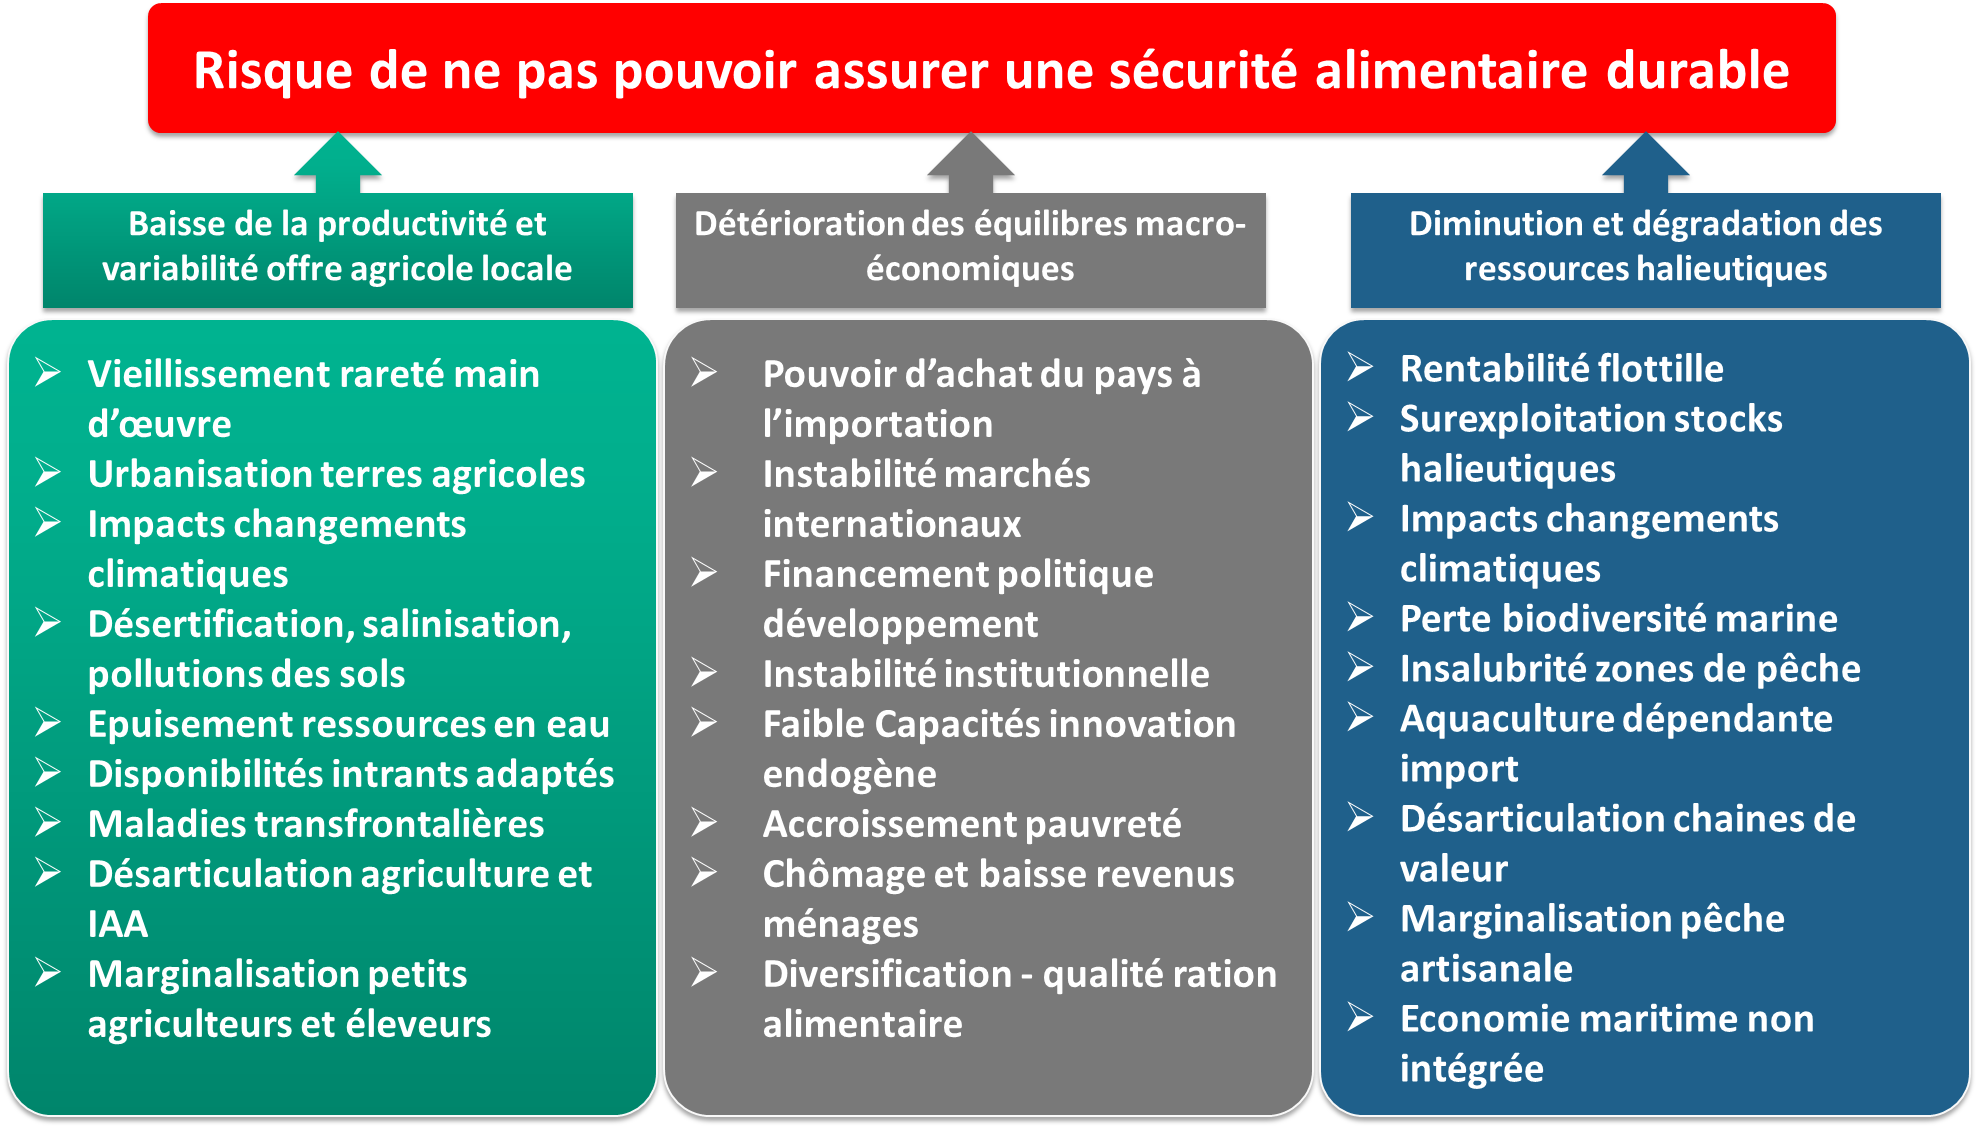 Risque de ne pas pouvoir assurer une sécurité alimentaire durable
Baisse de la productivité et
variabilité offre agricole locale
Vieillissement rareté main
d’œuvre
Urbanisation terres agricoles
Impacts changements
climatiques
Désertification, salinisation,
pollutions des sols
Epuisement ressources en eau
Disponibilités intrants adaptés
Maladies transfrontalières
Désarticulation agriculture et
IAA
Marginalisation petits
agriculteurs et éleveurs
Détérioration des équilibres macro-
économiques
Pouvoir d’achat du pays à
l’importation
Instabilité marchés
internationaux
Financement politique
développement
Instabilité institutionnelle
Faible Capacités innovation
endogène
Accroissement pauvreté
Chômage et baisse revenus
ménages
Diversification - qualité ration
alimentaire
Diminution et dégradation des
ressources halieutiques
Rentabilité flottille
Surexploitation stocks
halieutiques
Impacts changements
climatiques
Perte biodiversité marine
Insalubrité zones de pêche
Aquaculture dépendante
import
Désarticulation chaines de
valeur
Marginalisation pêche
artisanale
Economie maritime non
intégrée